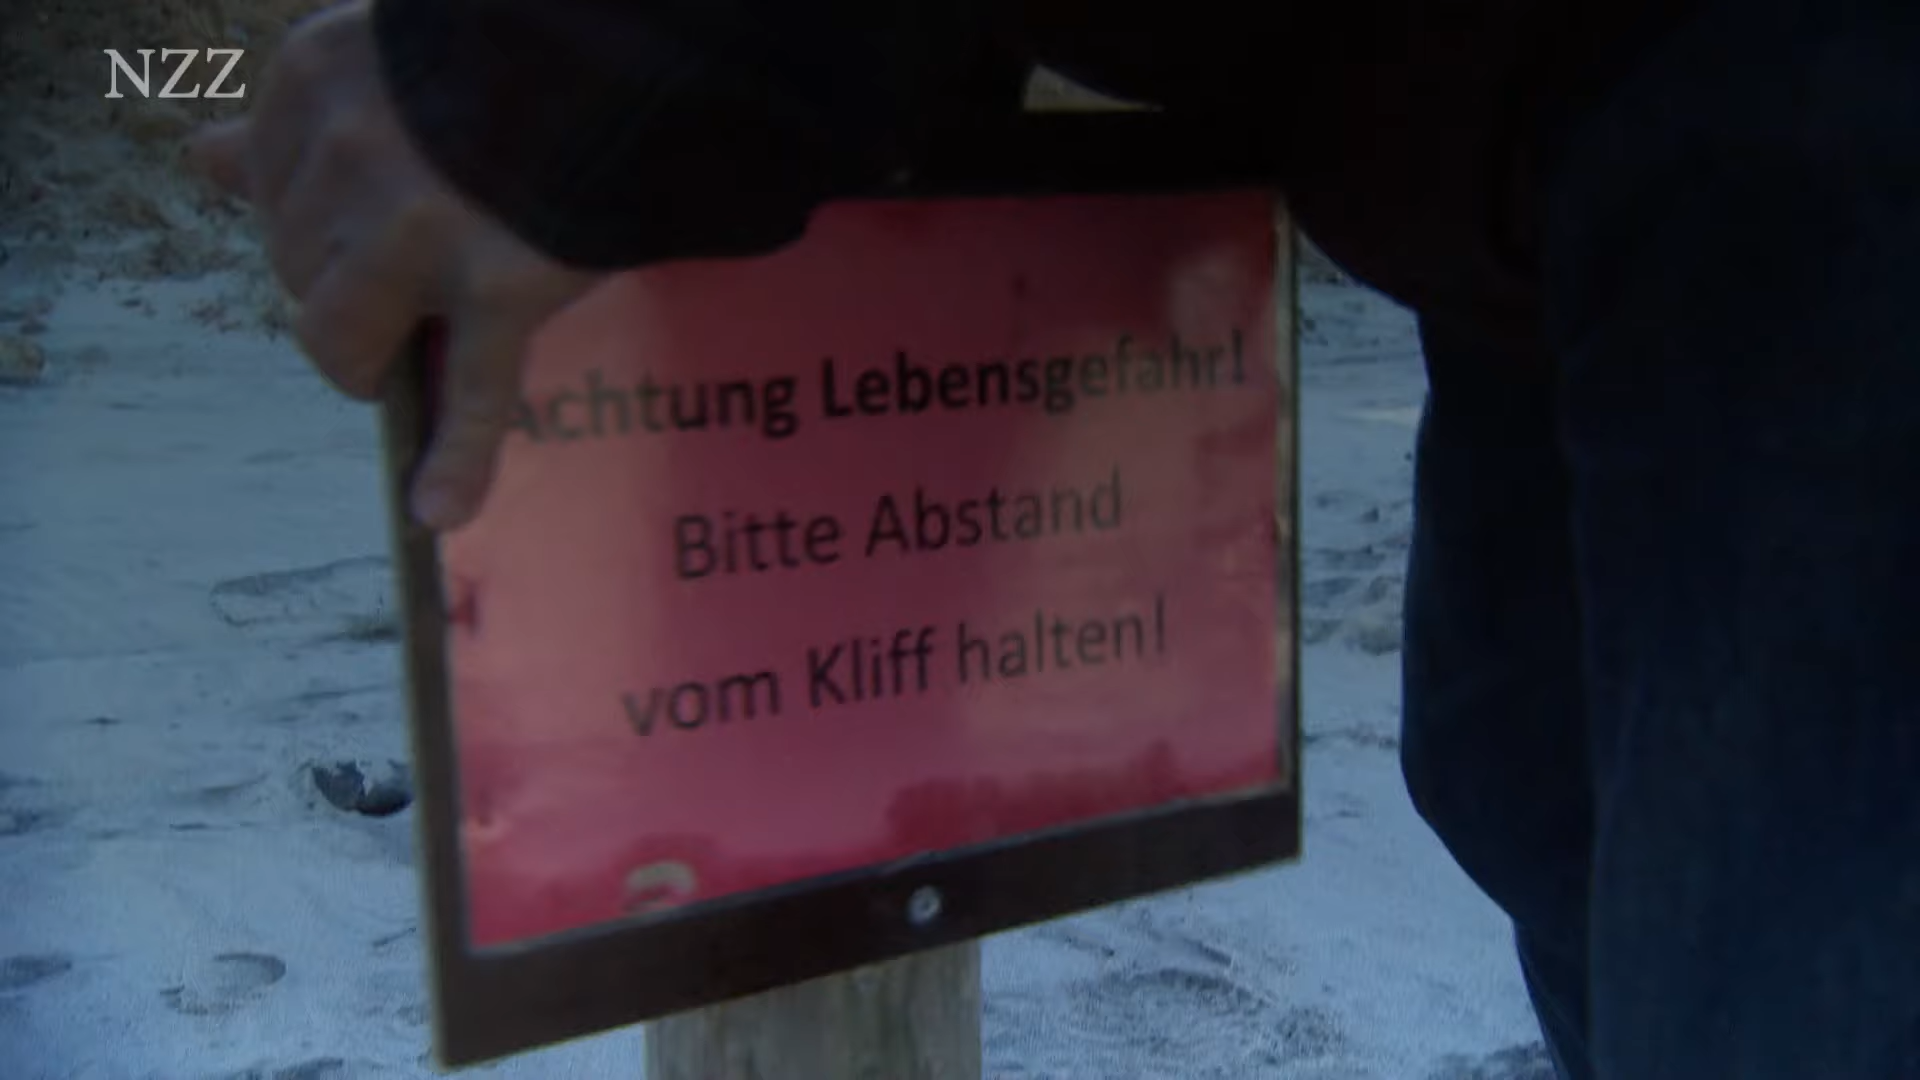 NZZ
Achtung Lebensgefahr!
Bitte Abstand
vom Kliff halten!